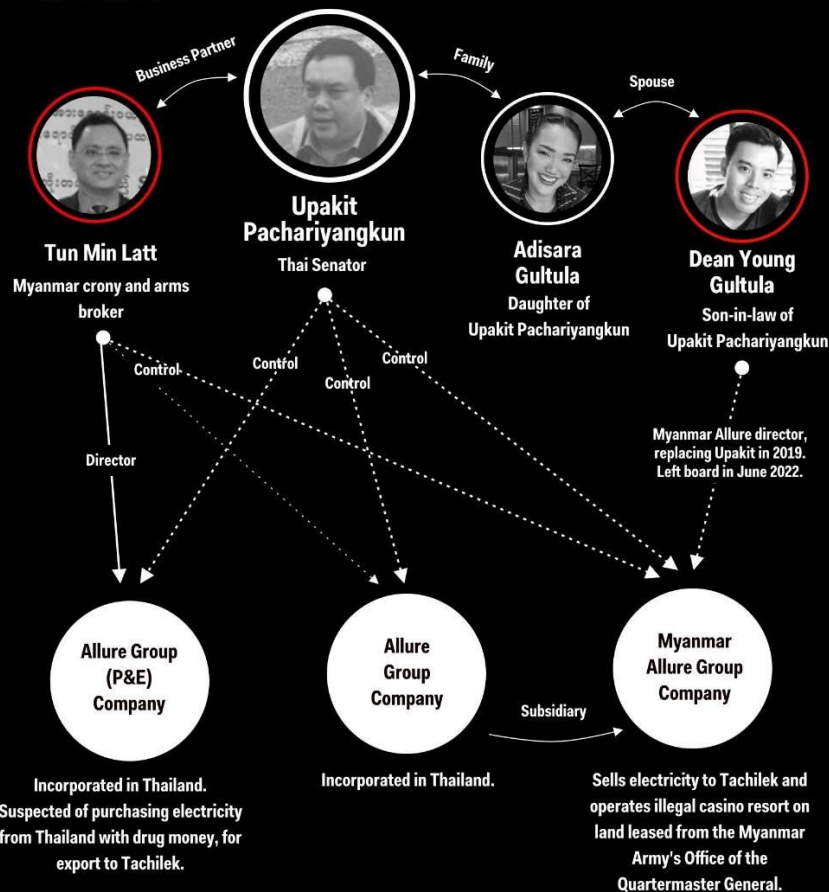 Business Partner
Family
Spouse
Tun Min Latt
Myanmar crony and arms
broker
Upakit
Pachariyangkun
Thai Senator
Adisara
Gultula
Daughter of
Upakit Pachariyangkun
Dean Young
Gultula
Son-in-law of
Upakit Pachariyangkun
Control
Control
Control
Control
Director
Myanmar Allure director,
replacing Upakit in 2019.
Left board in June 2022.
Allure Group
(P&E)
Company
Allure
Group
Company
Myanmar
Allure Group
Company
Subsidiary
Incorporated in Thailand.
Suspected of purchasing electricity
from Thailand with drug money, for
export to Tachilek.
Incorporated in Thailand.
Sells electricity to Tachilek and
operates illegal casino resort on
land leased from the Myanmar
Army's Office of the
Quartermaster General.